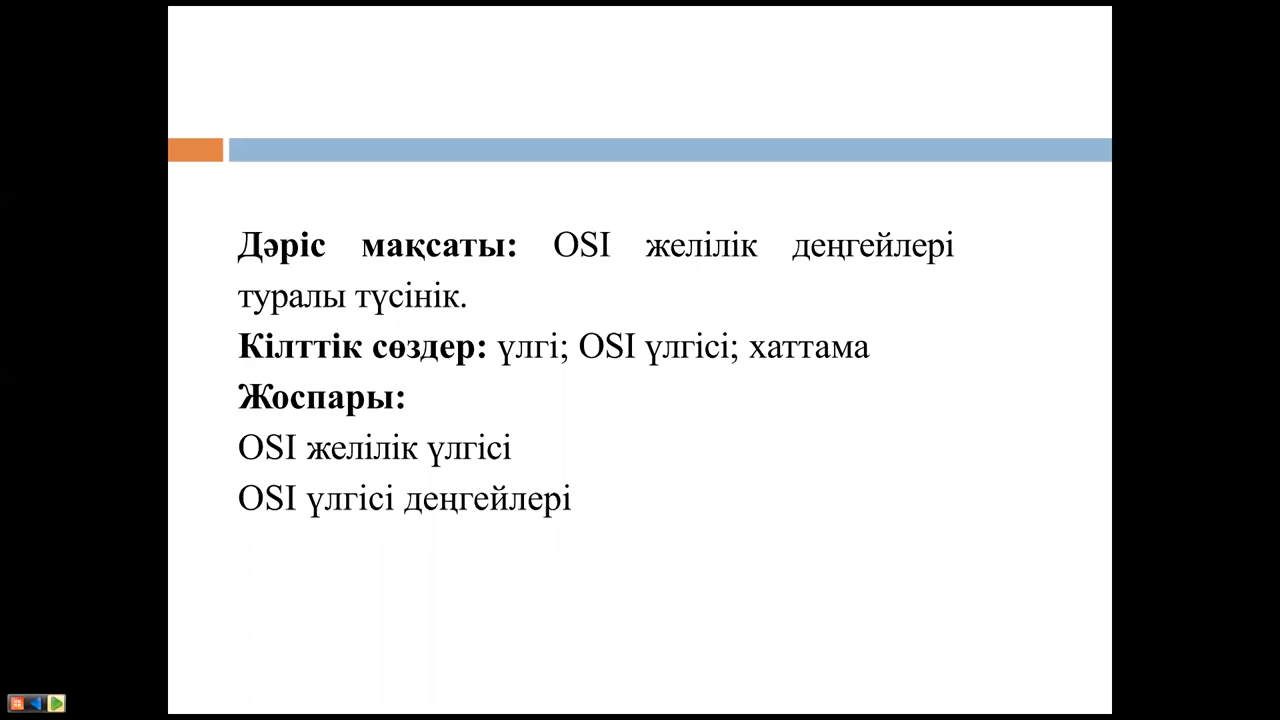 Дәріс мақсаты: OSI желілік деңгейлері
туралы түсінік.
Кілттік сөздер: үлгі; OSI үлгісі; хаттама
Жоспары:
OSI желілік үлгісі
OSI үлгісі деңгейлері